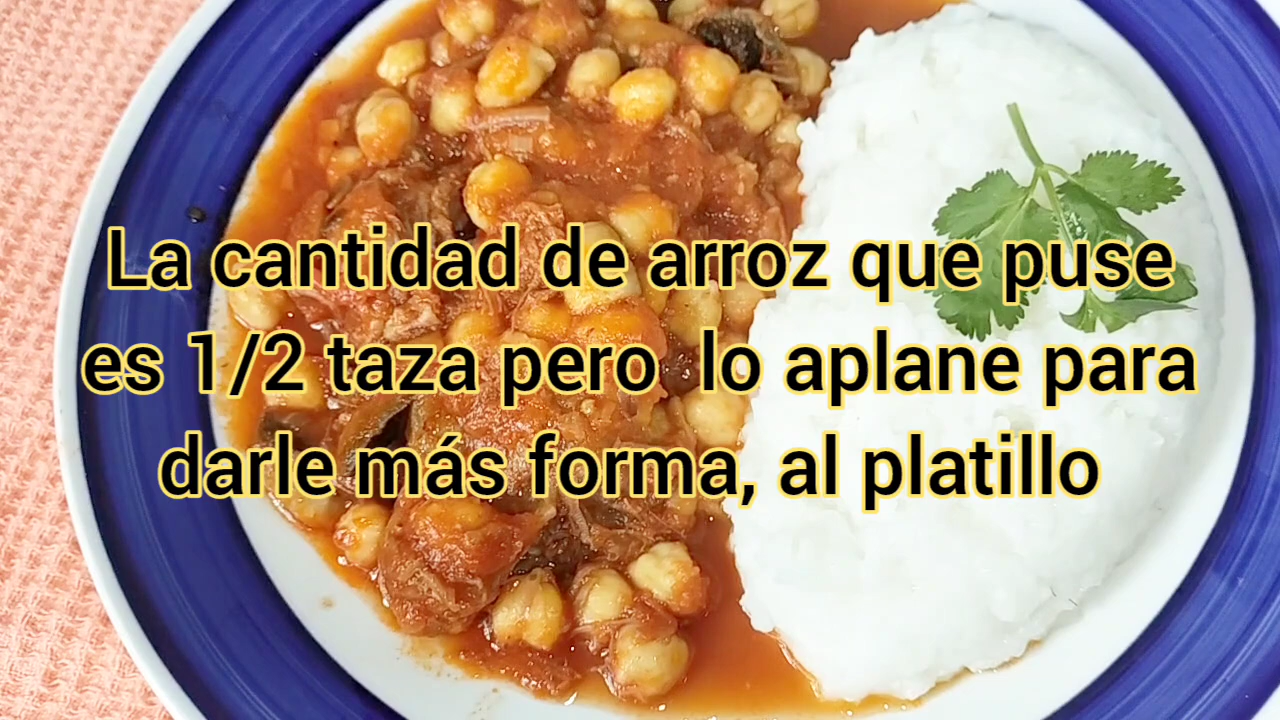 La cantidad de arroz que puse
es 1/2 taza pero  lo aplane para
darle más forma, al platillo